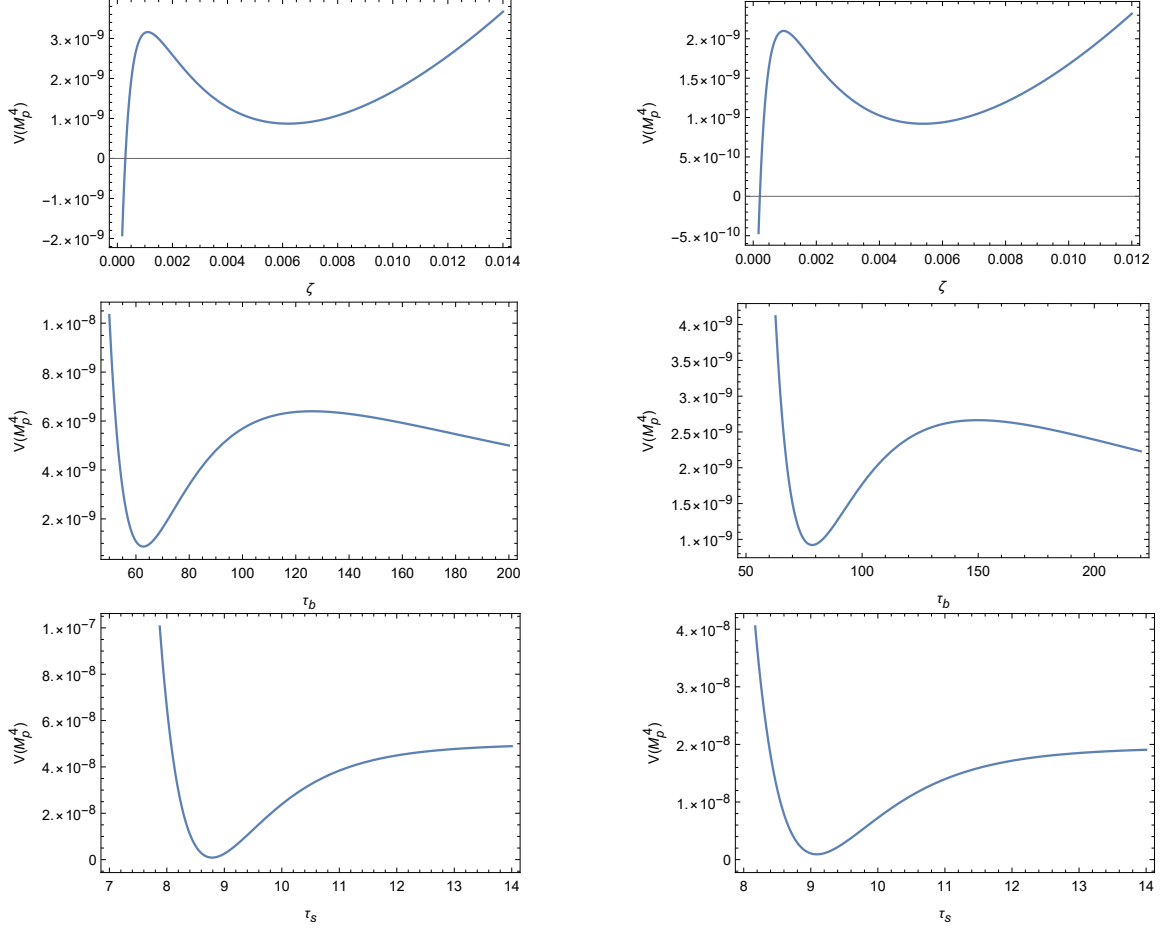 3.×10⁻⁹
2.×10⁻⁹
1.×10⁻⁹
0
−1.×10⁻⁹
−2.×10⁻⁹
V(M_p^4)
0.000 0.002 0.004 0.006 0.008 0.010 0.012 0.014
ζ
2.×10⁻⁹
1.5×10⁻⁹
1.×10⁻⁹
5.×10⁻¹⁰
0
−5.×10⁻¹⁰
V(M_p^4)
0.000 0.002 0.004 0.006 0.008 0.010 0.012
ζ
1.×10⁻⁸
8.×10⁻⁹
6.×10⁻⁹
4.×10⁻⁹
2.×10⁻⁹
V(M_p^4)
60 80 100 120 140 160 180 200
τ_b
4.×10⁻⁹
3.5×10⁻⁹
3.×10⁻⁹
2.5×10⁻⁹
2.×10⁻⁹
1.5×10⁻⁹
1.×10⁻⁹
V(M_p^4)
50 100 150 200
τ_b
1.×10⁻⁷
8.×10⁻⁸
6.×10⁻⁸
4.×10⁻⁸
2.×10⁻⁸
0
V(M_p^4)
7 8 9 10 11 12 13 14
τ_s
4.×10⁻⁸
3.×10⁻⁸
2.×10⁻⁸
1.×10⁻⁸
0
V(M_p^4)
8 9 10 11 12 13 14
τ_s